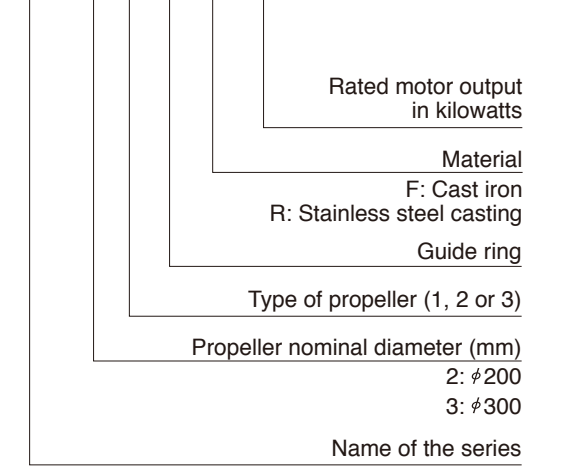 Rated motor output
in kilowatts
Material
F: Cast iron
R: Stainless steel casting
Guide ring
Type of propeller (1, 2 or 3)
Propeller nominal diameter (mm)
2: ϕ200
3: ϕ300
Name of the series